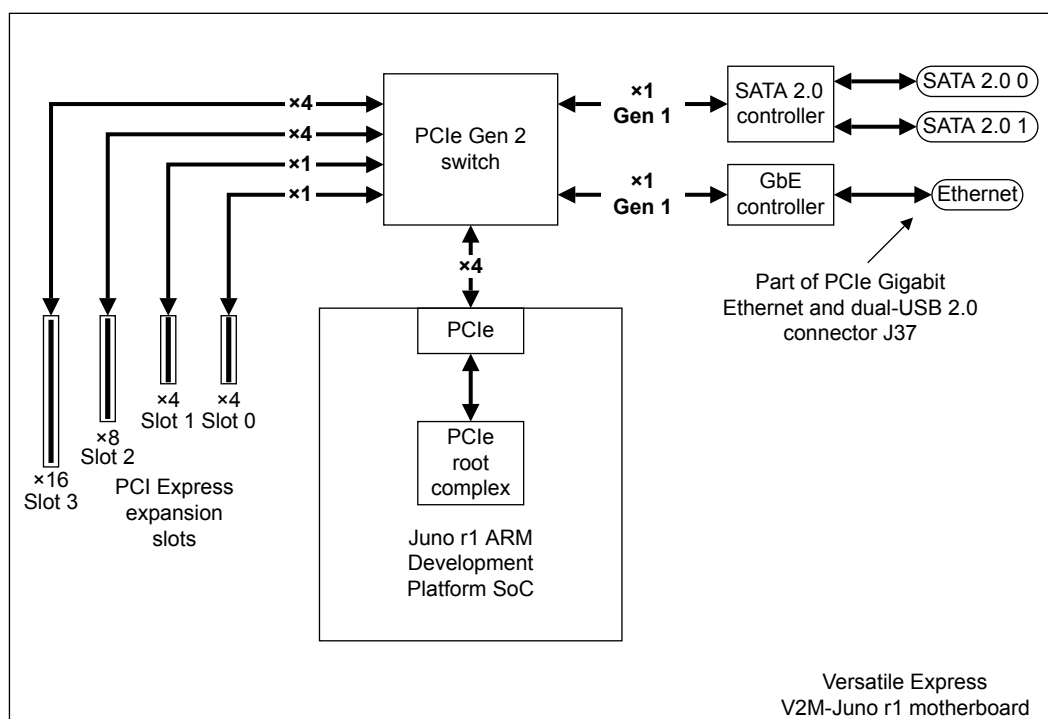 ×4
×4
×1
×1
PCIe Gen 2
switch
×1
Gen 1
×1
Gen 1
SATA 2.0
controller
SATA 2.0 0
SATA 2.0 1
GbE
controller
Ethernet
Part of PCIe Gigabit
Ethernet and dual-USB 2.0
connector J37
×4
PCIe
PCIe
root
complex
Juno r1 ARM
Development
Platform SoC
×16
Slot 3
×8
Slot 2
×4
Slot 1
×4
Slot 0
PCI Express
expansion
slots
Versatile Express
V2M-Juno r1 motherboard